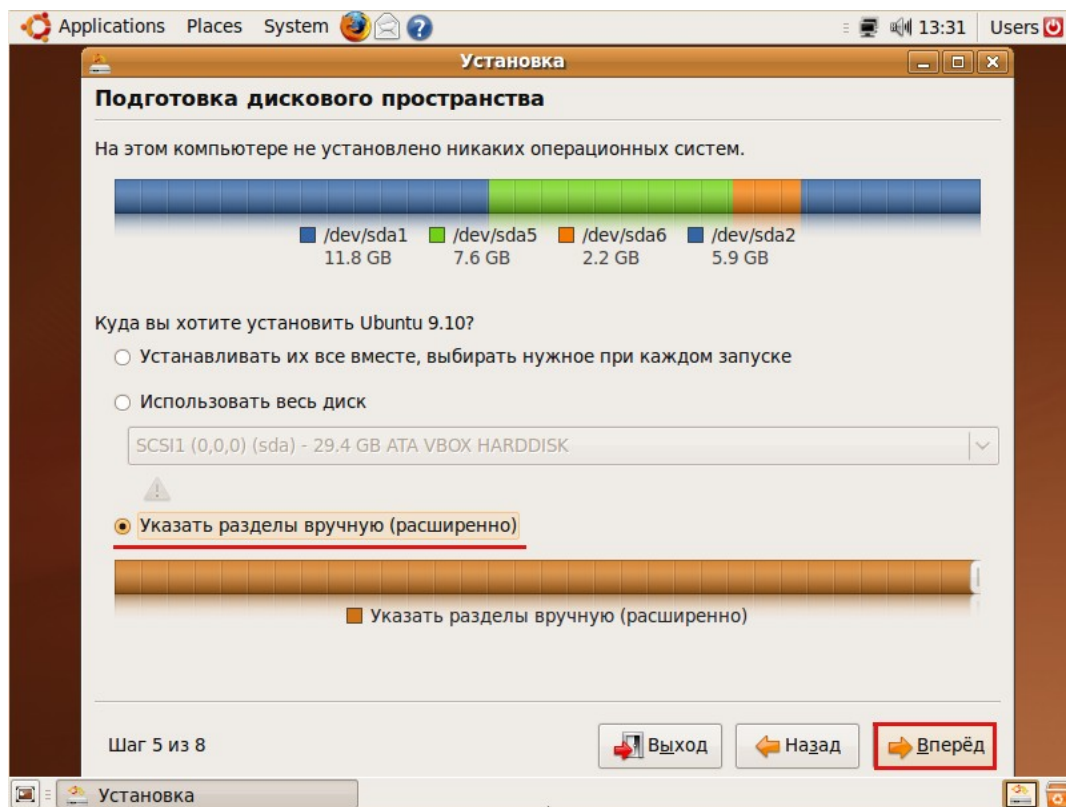 Applications Places System 13:31 Users
Установка
Подготовка дискового пространства
На этом компьютере не установлено никаких операционных систем.
/dev/sda1 /dev/sda5 /dev/sda6 /dev/sda2
11.8 GB 7.6 GB 2.2 GB 5.9 GB
Куда вы хотите установить Ubuntu 9.10?
Устанавливать их все вместе, выбирать нужное при каждом запуске
Использовать весь диск
SCSI1 (0,0,0) (sda) - 29.4 GB ATA VBOX HARDDISK
Указать разделы вручную (расширенно)
Указать разделы вручную (расширенно)
Шаг 5 из 8 Выход Назад Вперёд
Установка